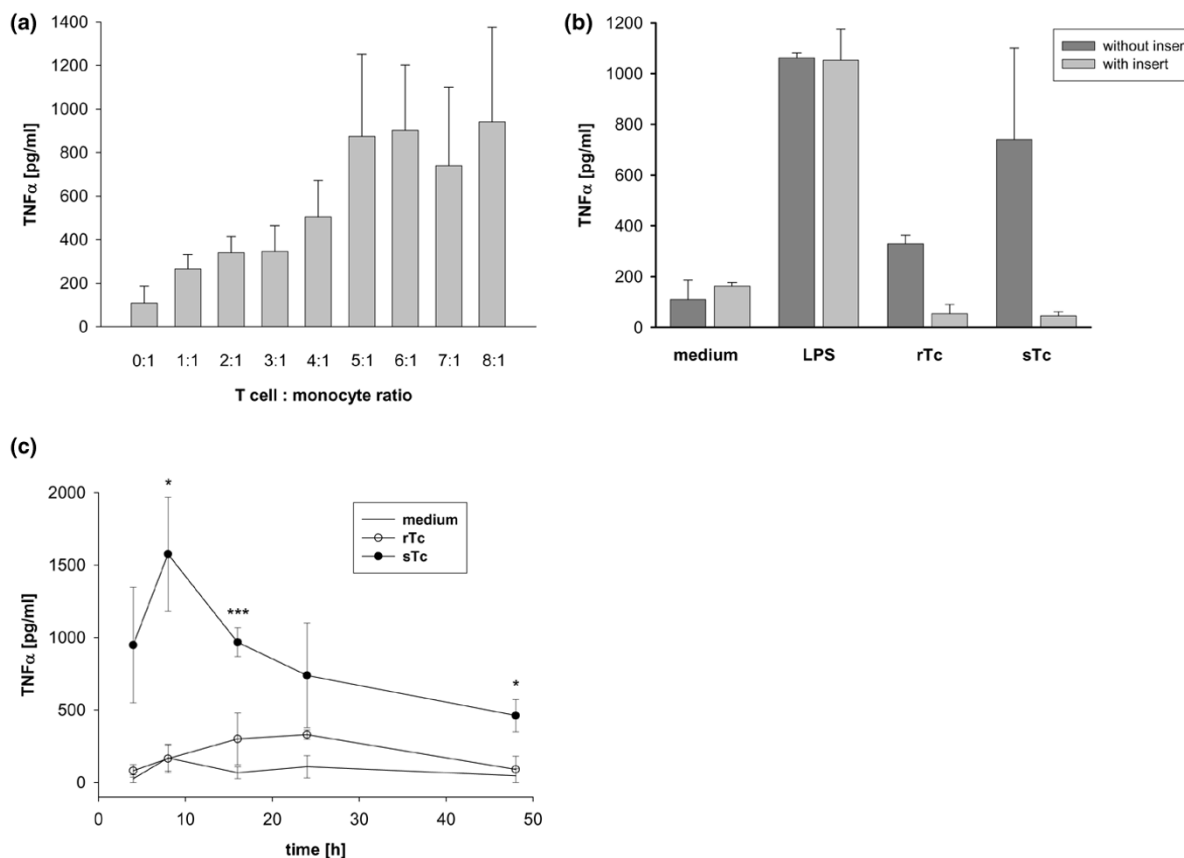 (a)
1400
1200
1000
800
600
400
200
0
TNFα [pg/ml]
0:1 1:1 2:1 3:1 4:1 5:1 6:1 7:1 8:1
T cell : monocyte ratio
(b)
1200
1000
800
600
400
200
0
TNFα [pg/ml]
without insert
with insert
medium LPS rTc sTc
(c)
2000
1500
1000
500
0
TNFα [pg/ml]
*
***
*
medium
rTc
sTc
0 10 20 30 40 50
time [h]